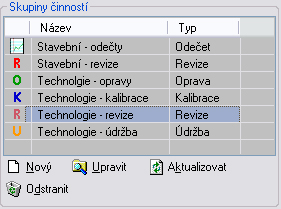 Skupiny činností
Název Typ
Stavební - odečty Odečet
R Stavební - revize Revize
O Technologie - opravy Oprava
K Technologie - kalibrace Kalibrace
R Technologie - revize Revize
U Technologie - údržba Údržba
Nový Upravit Aktualizovat
Odstranit